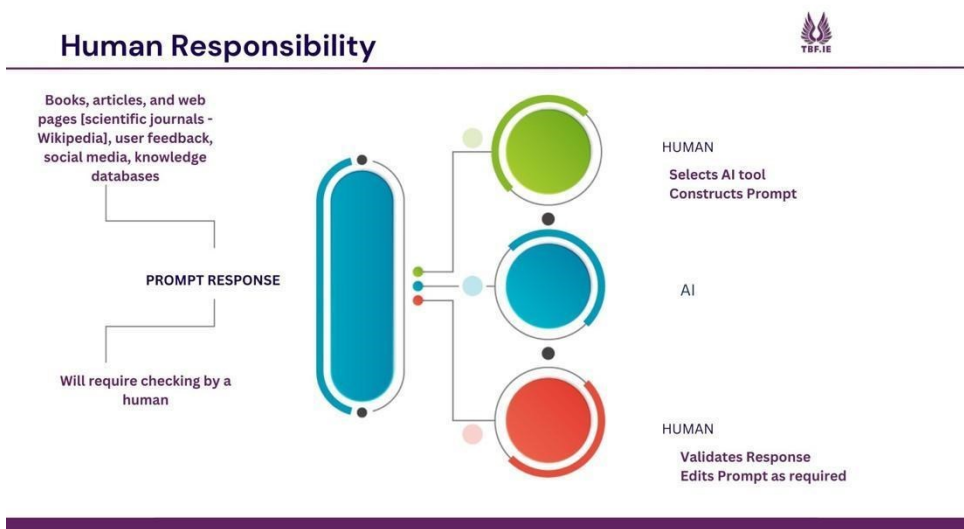 Human Responsibility
TBF.IE
Books, articles, and web
pages [scientific journals -
Wikipedia], user feedback,
social media, knowledge
databases
PROMPT RESPONSE
Will require checking by a
human
HUMAN
Selects AI tool
Constructs Prompt
AI
HUMAN
Validates Response
Edits Prompt as required